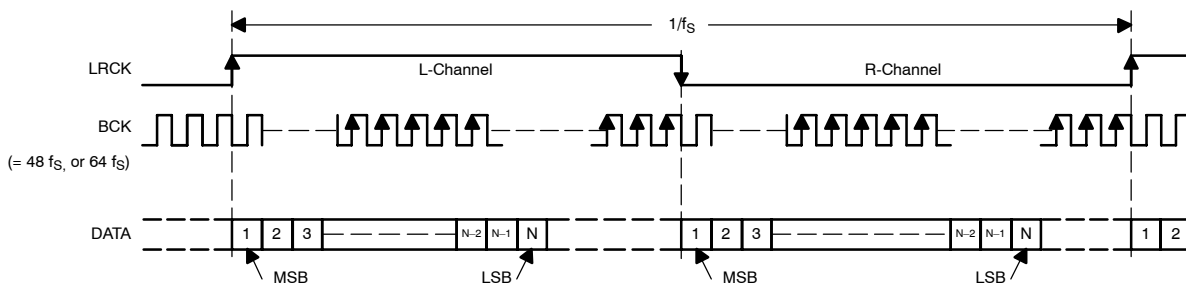 1/fS
LRCK
L-Channel
R-Channel
BCK
(= 48 fS, or 64 fS)
DATA
1 2 3 N–2 N–1 N 1 2 3 N–2 N–1 N 1 2
MSB LSB MSB LSB